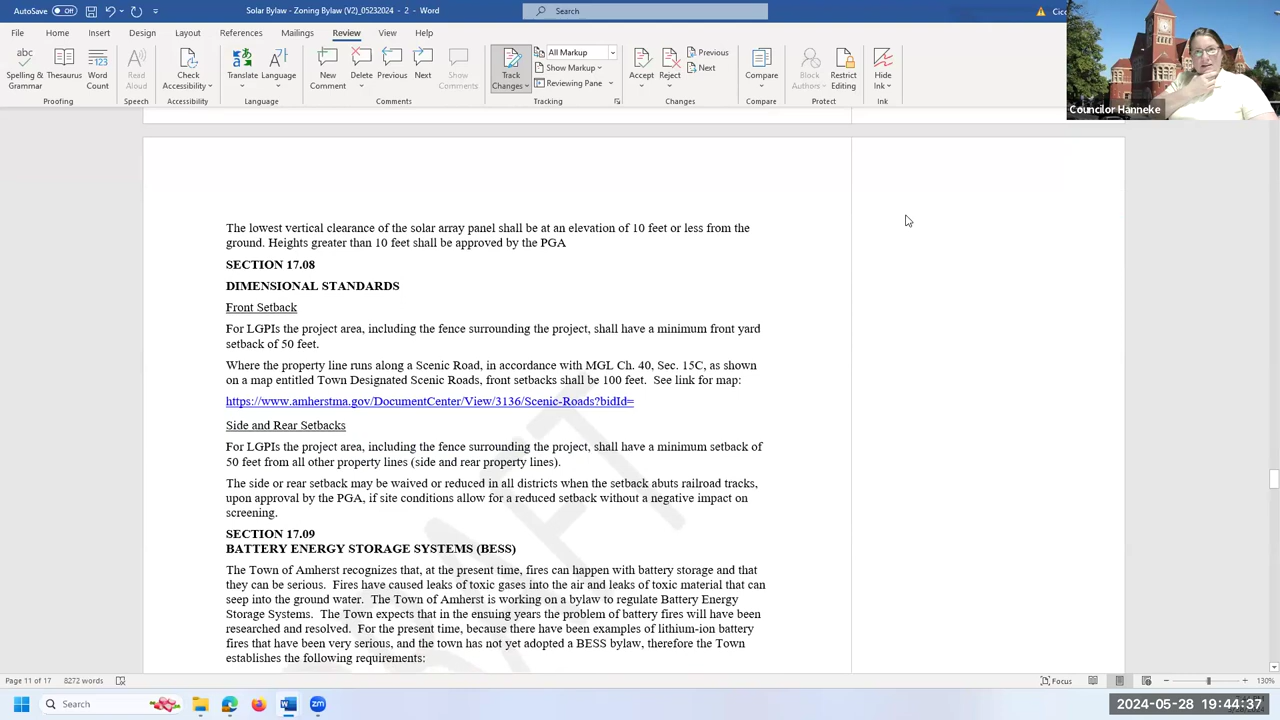 AutoSave Off
Solar Bylaw - Zoning Bylaw (V2)_05232024 - 2 - Word
Search
File Home Insert Design Layout References Mailings Review View Help
Spelling & Grammar
Thesaurus
Word Count
Read Aloud
Check Accessibility
Translate
Language
New Comment
Delete
Previous
Next
Show Comments
Track Changes
All Markup
Show Markup
Reviewing Pane
Accept
Reject
Previous
Next
Compare
Block Authors
Restrict Editing
Hide Ink
Proofing Speech Accessibility Language Comments Tracking Changes Compare Protect Ink
Councilor Hanneke
The lowest vertical clearance of the solar array panel shall be at an elevation of 10 feet or less from the
ground. Heights greater than 10 feet shall be approved by the PGA
SECTION 17.08
DIMENSIONAL STANDARDS
Front Setback
For LGPIs the project area, including the fence surrounding the project, shall have a minimum front yard
setback of 50 feet.
Where the property line runs along a Scenic Road, in accordance with MGL Ch. 40, Sec. 15C, as shown
on a map entitled Town Designated Scenic Roads, front setbacks shall be 100 feet. See link for map:
https://www.amherstma.gov/DocumentCenter/View/3136/Scenic-Roads?bidId=
Side and Rear Setbacks
For LGPIs the project area, including the fence surrounding the project, shall have a minimum setback of
50 feet from all other property lines (side and rear property lines).
The side or rear setback may be waived or reduced in all districts when the setback abuts railroad tracks,
upon approval by the PGA, if site conditions allow for a reduced setback without a negative impact on
screening.
SECTION 17.09
BATTERY ENERGY STORAGE SYSTEMS (BESS)
The Town of Amherst recognizes that, at the present time, fires can happen with battery storage and that
they can be serious. Fires have caused leaks of toxic gases into the air and leaks of toxic material that can
seep into the ground water. The Town of Amherst is working on a bylaw to regulate Battery Energy
Storage Systems. The Town expects that in the ensuing years the problem of battery fires will have been
researched and resolved. For the present time, because there have been examples of lithium-ion battery
fires that have been very serious, and the town has not yet adopted a BESS bylaw, therefore the Town
establishes the following requirements:
Page 11 of 17 8272 words
Focus
130%
Search
2024-05-28 19:44:37